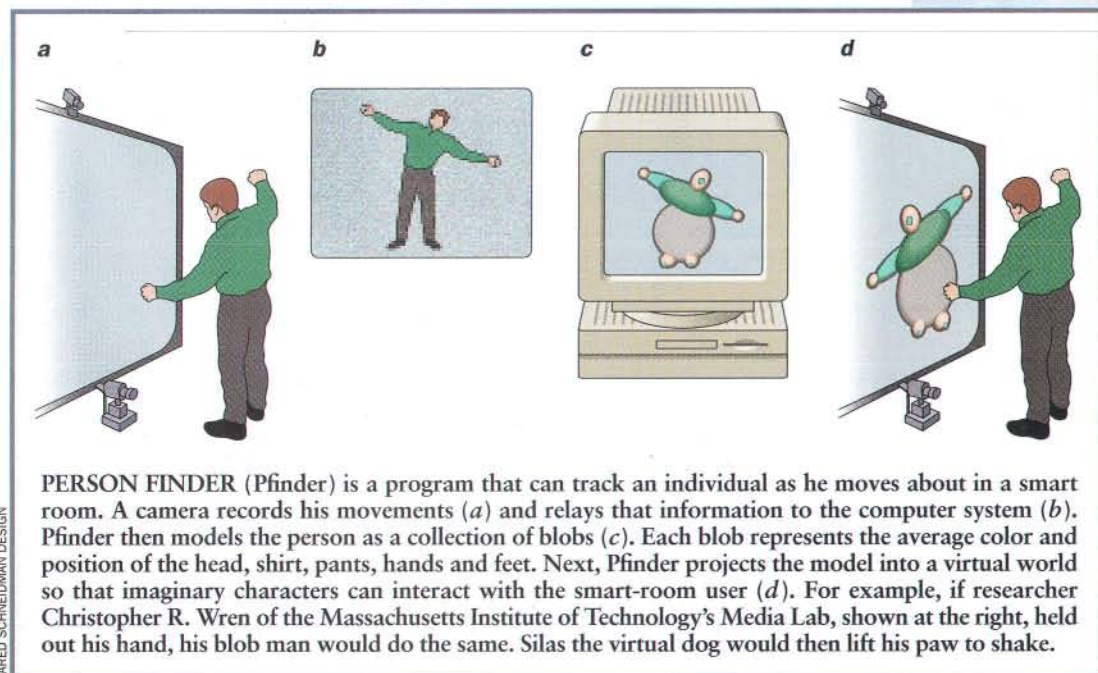 a b c d
PERSON FINDER (Pfinder) is a program that can track an individual as he moves about in a smart
room. A camera records his movements (a) and relays that information to the computer system (b).
Pfinder then models the person as a collection of blobs (c). Each blob represents the average color and
position of the head, shirt, pants, hands and feet. Next, Pfinder projects the model into a virtual world
so that imaginary characters can interact with the smart-room user (d). For example, if researcher
Christopher R. Wren of the Massachusetts Institute of Technology's Media Lab, shown at the right, held
out his hand, his blob man would do the same. Silas the virtual dog would then lift his paw to shake.
ARED SCHNEIDMAN DESIGN